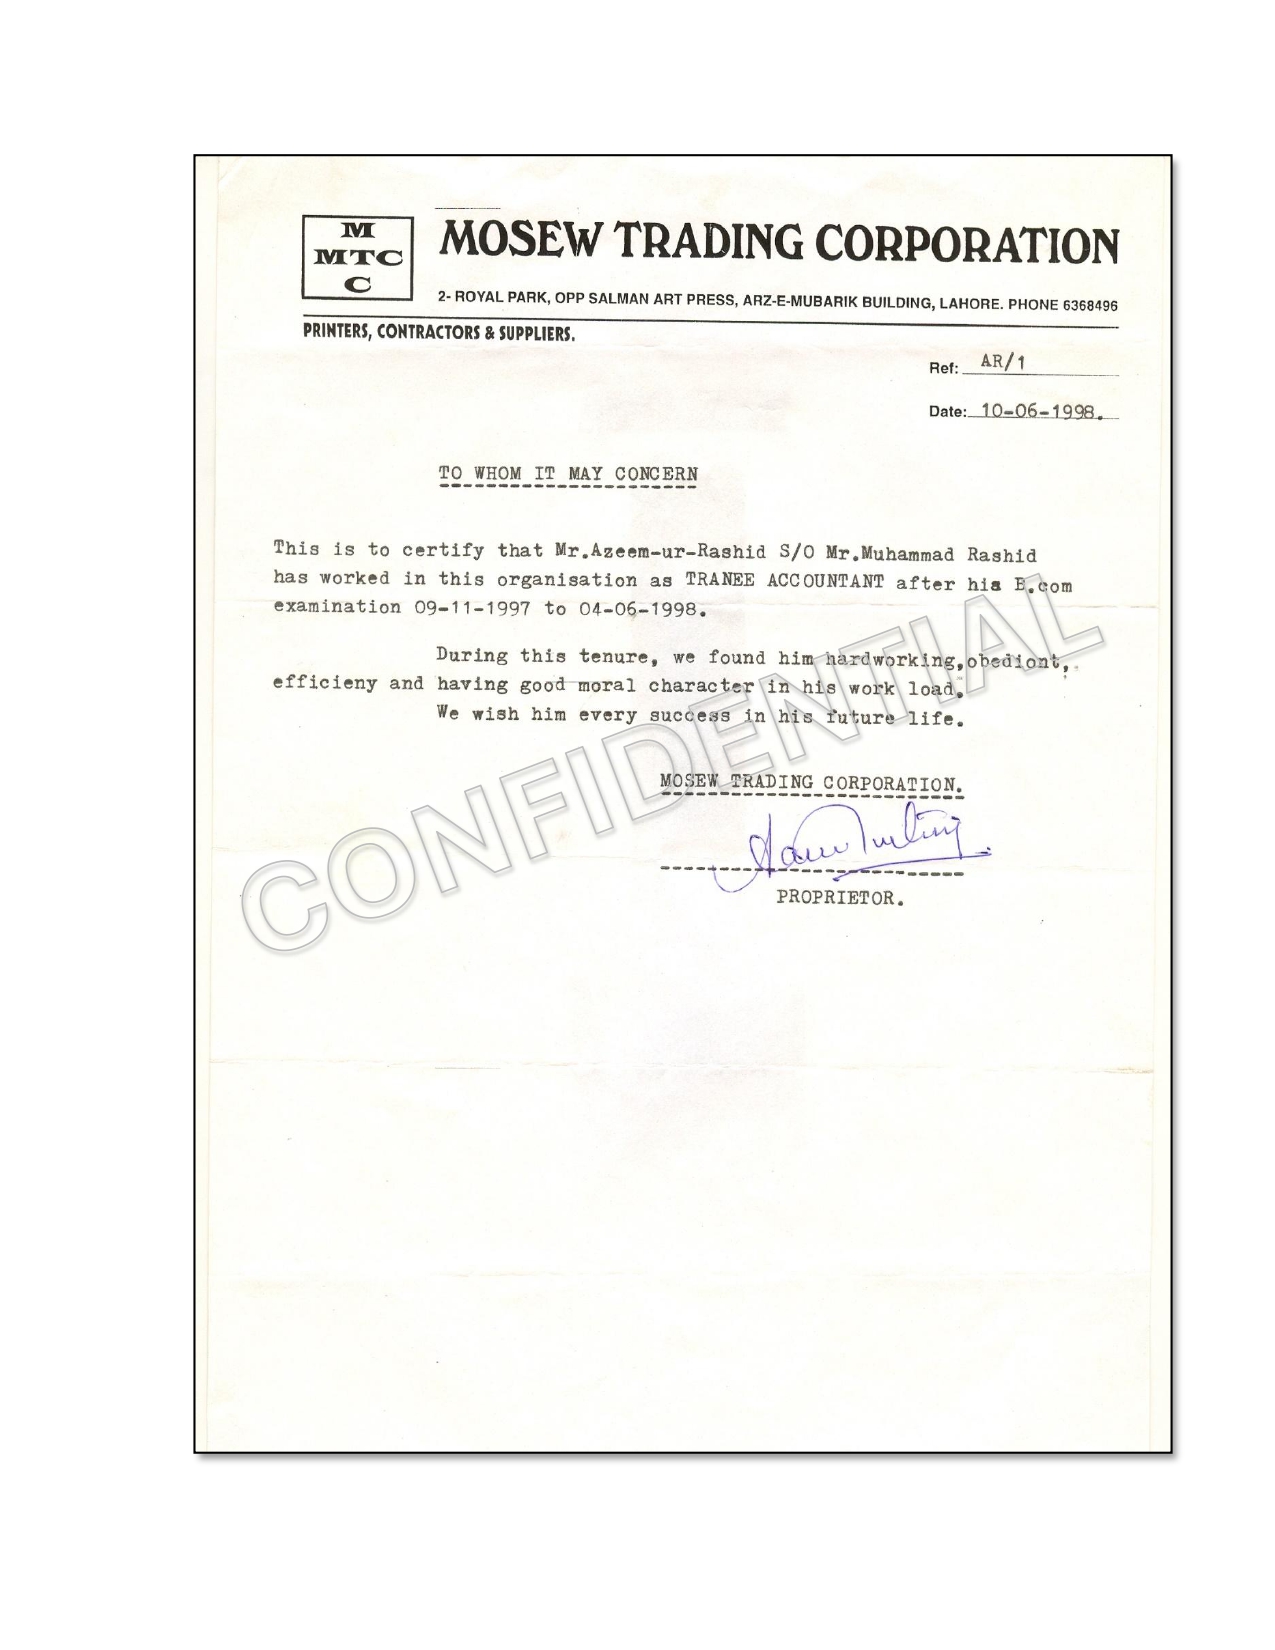 M
MTC
C
MOSEW TRADING CORPORATION
2- ROYAL PARK, OPP SALMAN ART PRESS, ARZ-E-MUBARIK BUILDING, LAHORE. PHONE 6368496
PRINTERS, CONTRACTORS & SUPPLIERS.
Ref: AR/1
Date: 10-06-1998.
TO WHOM IT MAY CONCERN
This is to certify that Mr.Azeem-ur-Rashid S/O Mr.Muhammad Rashid
has worked in this organisation as TRANEE ACCOUNTANT after his B.com
examination 09-11-1997 to 04-06-1998.
During this tenure, we found him hardworking,obediont,
efficieny and having good moral character in his work load.
We wish him every success in his future life.
CONFIDENTIAL
MOSEW TRADING CORPORATION.
PROPRIETOR.